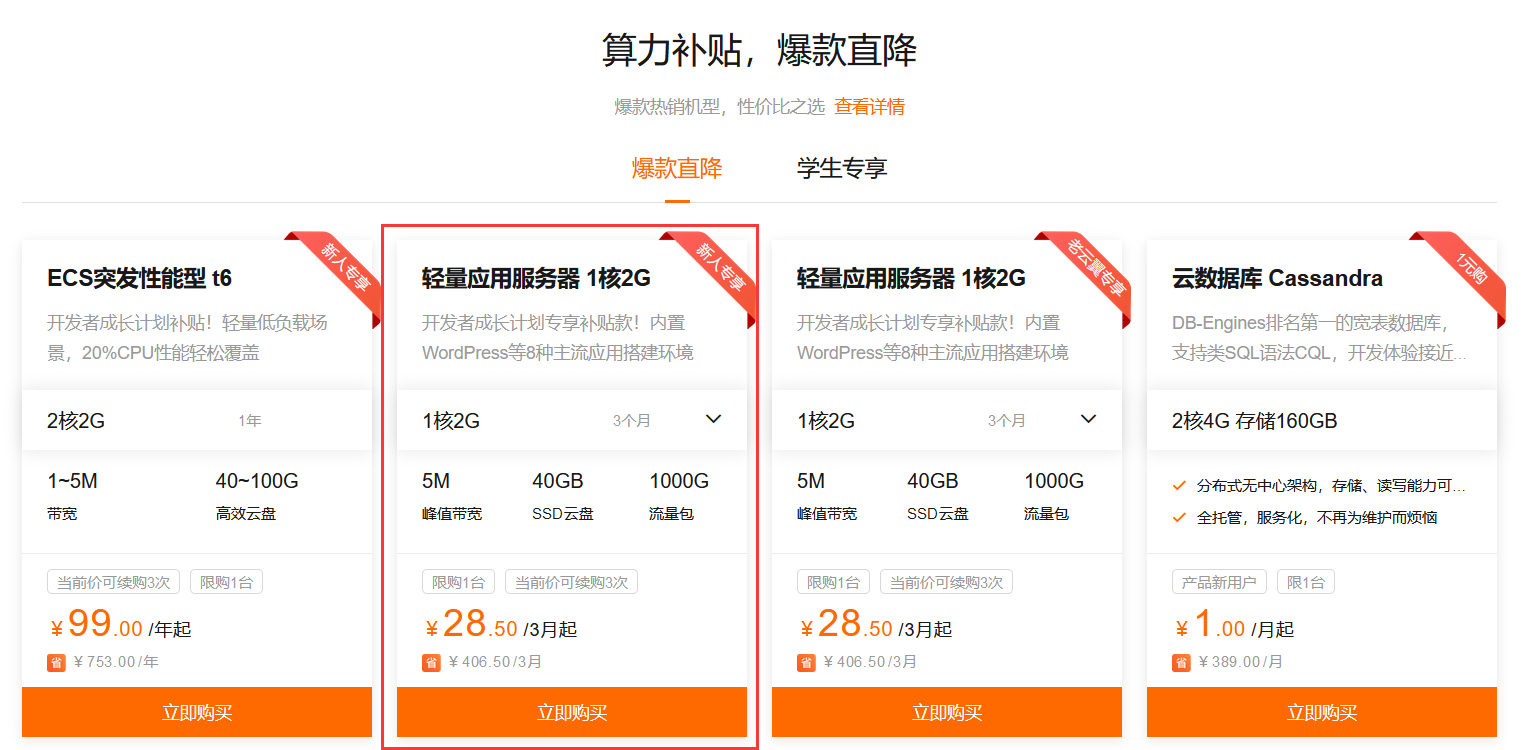 算力补贴，爆款直降
爆款热销机型，性价比之选 查看详情
爆款直降 学生专享
新人专享
ECS突发性能型 t6
开发者成长计划补贴！轻量低负载场
景，20%CPU性能轻松覆盖
2核2G 1年
1~5M 40~100G
带宽 高效云盘
当前价可续购3次 限购1台
¥99.00 /年起
省 ¥753.00/年
立即购买
新人专享
轻量应用服务器 1核2G
开发者成长计划专享补贴款！内置
WordPress等8种主流应用搭建环境
1核2G 3个月
5M 40GB 1000G
峰值带宽 SSD云盘 流量包
限购1台 当前价可续购3次
¥28.50 /3月起
省 ¥406.50/3月
立即购买
老云翼专享
轻量应用服务器 1核2G
开发者成长计划专享补贴款！内置
WordPress等8种主流应用搭建环境
1核2G 3个月
5M 40GB 1000G
峰值带宽 SSD云盘 流量包
限购1台 当前价可续购3次
¥28.50 /3月起
省 ¥406.50/3月
立即购买
1元购
云数据库 Cassandra
DB-Engines排名第一的宽表数据库，
支持类SQL语法CQL，开发体验接近...
2核4G 存储160GB
分布式无中心架构，存储、读写能力可...
全托管，服务化，不再为维护而烦恼
产品新用户 限1台
¥1.00 /月起
省 ¥389.00/月
立即购买